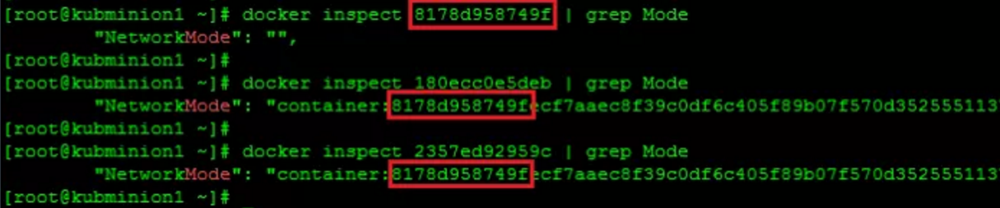 [root@kubminion1 ~]# docker inspect 8178d958749f | grep Mode
"NetworkMode": "",
[root@kubminion1 ~]#
[root@kubminion1 ~]# docker inspect 180ecc0e5deb | grep Mode
"NetworkMode": "container:8178d958749fecf7aaec8f39c0df6c405f89b07f570d352555113
[root@kubminion1 ~]#
[root@kubminion1 ~]# docker inspect 2357ed92959c | grep Mode
"NetworkMode": "container:8178d958749fecf7aaec8f39c0df6c405f89b07f570d352555113
[root@kubminion1 ~]#